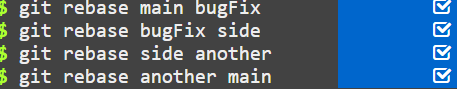 $ git rebase main bugFix
$ git rebase bugFix side
$ git rebase side another
$ git rebase another main